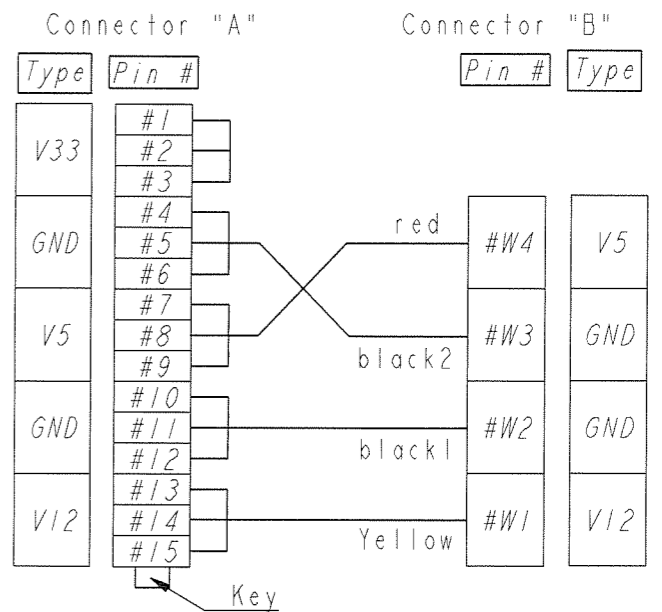 Connector "A"
Connector "B"
Type
Pin #
Pin #
Type
V33
#1
#2
#3
GND
#4
#5
#6
V5
#7
#8
#9
GND
#10
#11
#12
V12
#13
#14
#15
Key
red
black2
black1
Yellow
#W4
V5
#W3
GND
#W2
GND
#W1
V12